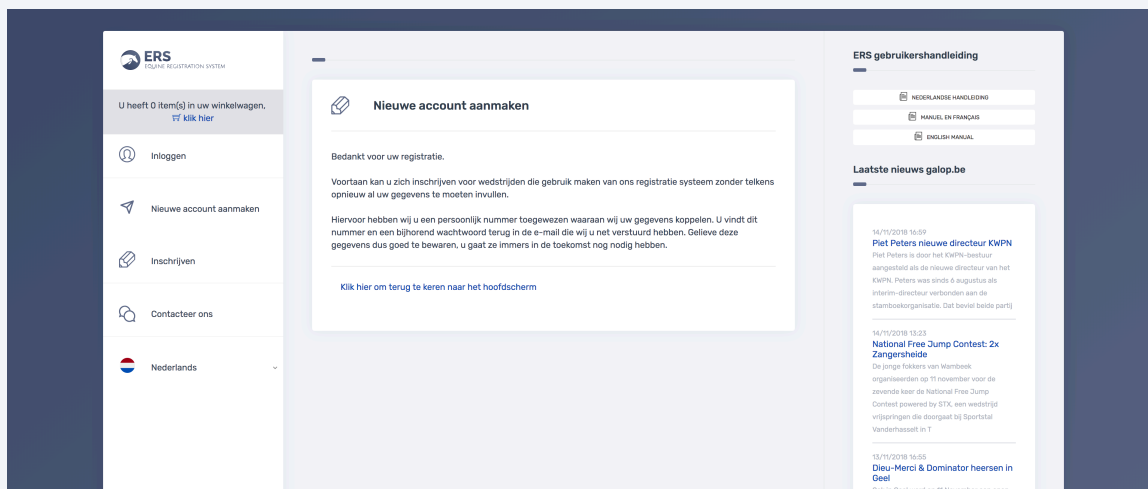 ERS
EQUINE REGISTRATION SYSTEM
U heeft 0 item(s) in uw winkelwagen,
klik hier
Inloggen
Nieuwe account aanmaken
Inschrijven
Contacteer ons
Nederlands
Nieuwe account aanmaken
Bedankt voor uw registratie.
Voortaan kan u zich inschrijven voor wedstrijden die gebruik maken van ons registratie systeem zonder telkens
opnieuw al uw gegevens te moeten invullen.
Hiervoor hebben wij u een persoonlijk nummer toegewezen waaraan wij uw gegevens koppelen. U vindt dit
nummer en een bijhorend wachtwoord terug in de e-mail die wij u net verstuurd hebben. Gelieve deze
gegevens dus goed te bewaren, u gaat ze immers in de toekomst nog nodig hebben.
Klik hier om terug te keren naar het hoofdscherm
ERS gebruikershandleiding
NEDERLANDSE HANDLEIDING
MANUEL EN FRANÇAIS
ENGLISH MANUAL
Laatste nieuws galop.be
14/11/2018 16:59
Piet Peters nieuwe directeur KWPN
Piet Peters is door het KWPN-bestuur
aangesteld als de nieuwe directeur van het
KWPN. Peters was sinds 6 augustus als
interim-directeur verbonden aan de
stamboekorganisatie. Dat beviel beide partij
14/11/2018 13:23
National Free Jump Contest: 2x
Zangersheide
De jonge fokkers van Wambeek
organiseerden op 11 november voor de
zevende keer de National Free Jump
Contest powered by STX, een wedstrijd
vrijspringen die doorgaat bij Sportstal
Vanderhasselt in T
13/11/2018 16:55
Dieu-Merci & Dominator heersen in
Geel